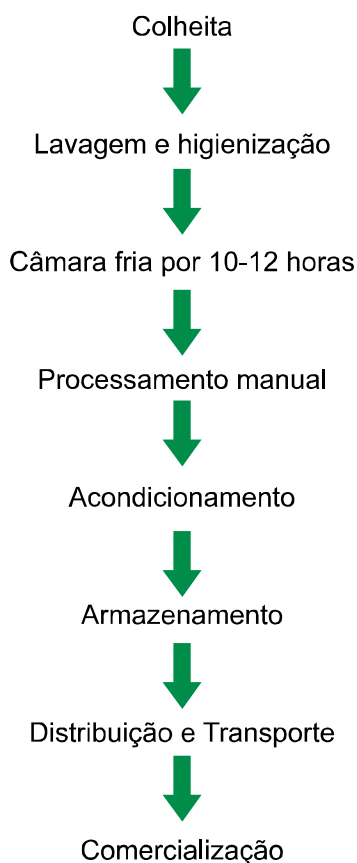 Colheita
Lavagem e higienização
Câmara fria por 10-12 horas
Processamento manual
Acondicionamento
Armazenamento
Distribuição e Transporte
Comercialização